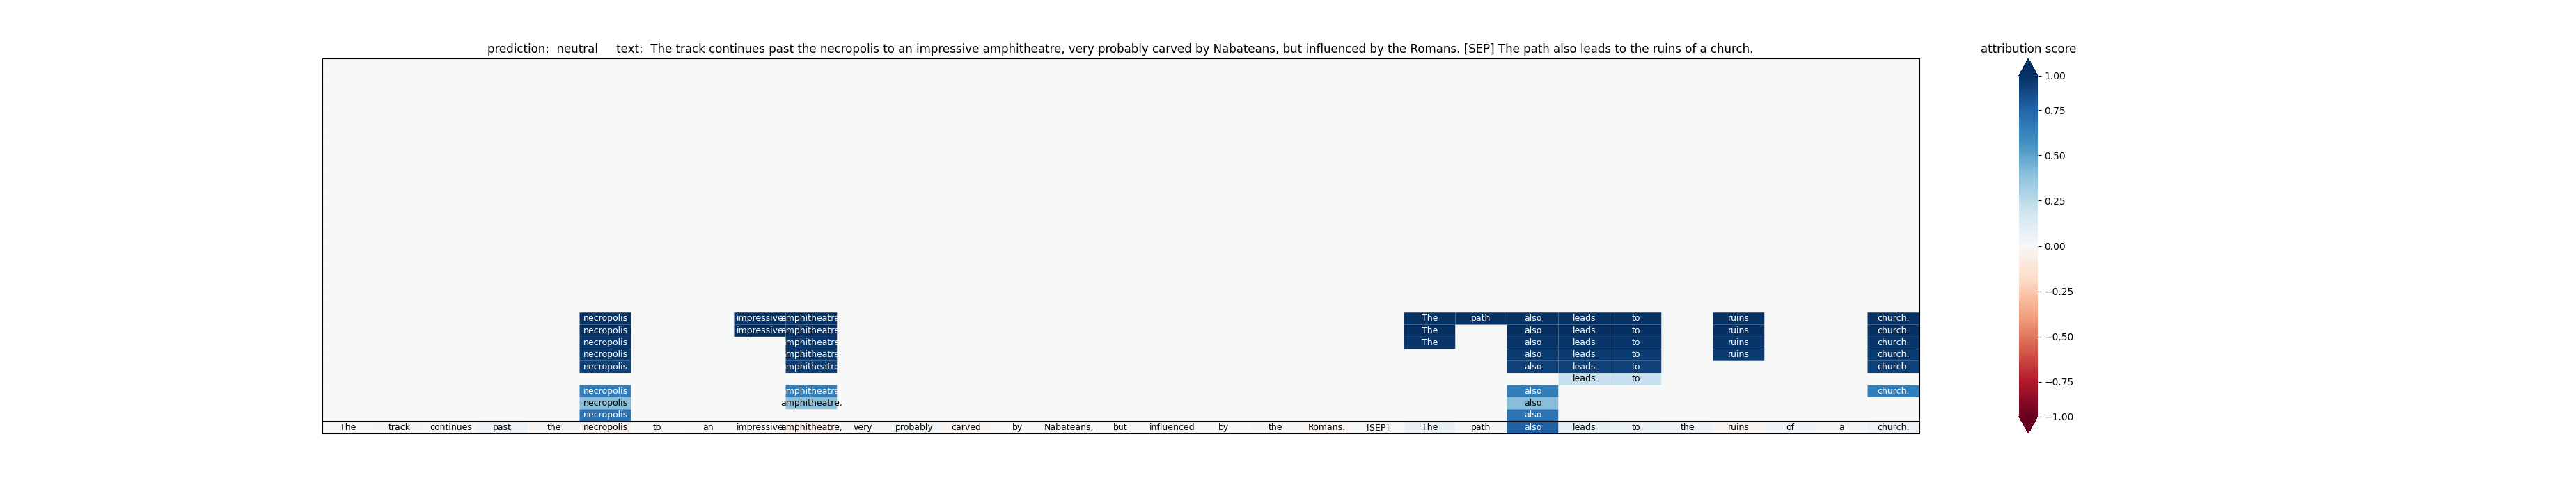 prediction: neutral text: The track continues past the necropolis to an impressive amphitheatre, very probably carved by Nabateans, but influenced by the Romans. [SEP] The path also leads to the ruins of a church.
attribution score
1.00
0.75
0.50
0.25
0.00
−0.25
−0.50
−0.75
−1.00
necropolis impressive amphitheatre The path also leads to ruins church.
necropolis impressive amphitheatre The also leads to ruins church.
necropolis mphitheatre The also leads to ruins church.
necropolis mphitheatre also leads to ruins church.
necropolis mphitheatre also leads to church.
leads to
necropolis mphitheatre also church.
necropolis amphitheatre, also
necropolis also
The track continues past the necropolis to an impressive amphitheatre, very probably carved by Nabateans, but influenced by the Romans. [SEP] The path also leads to the ruins of a church.